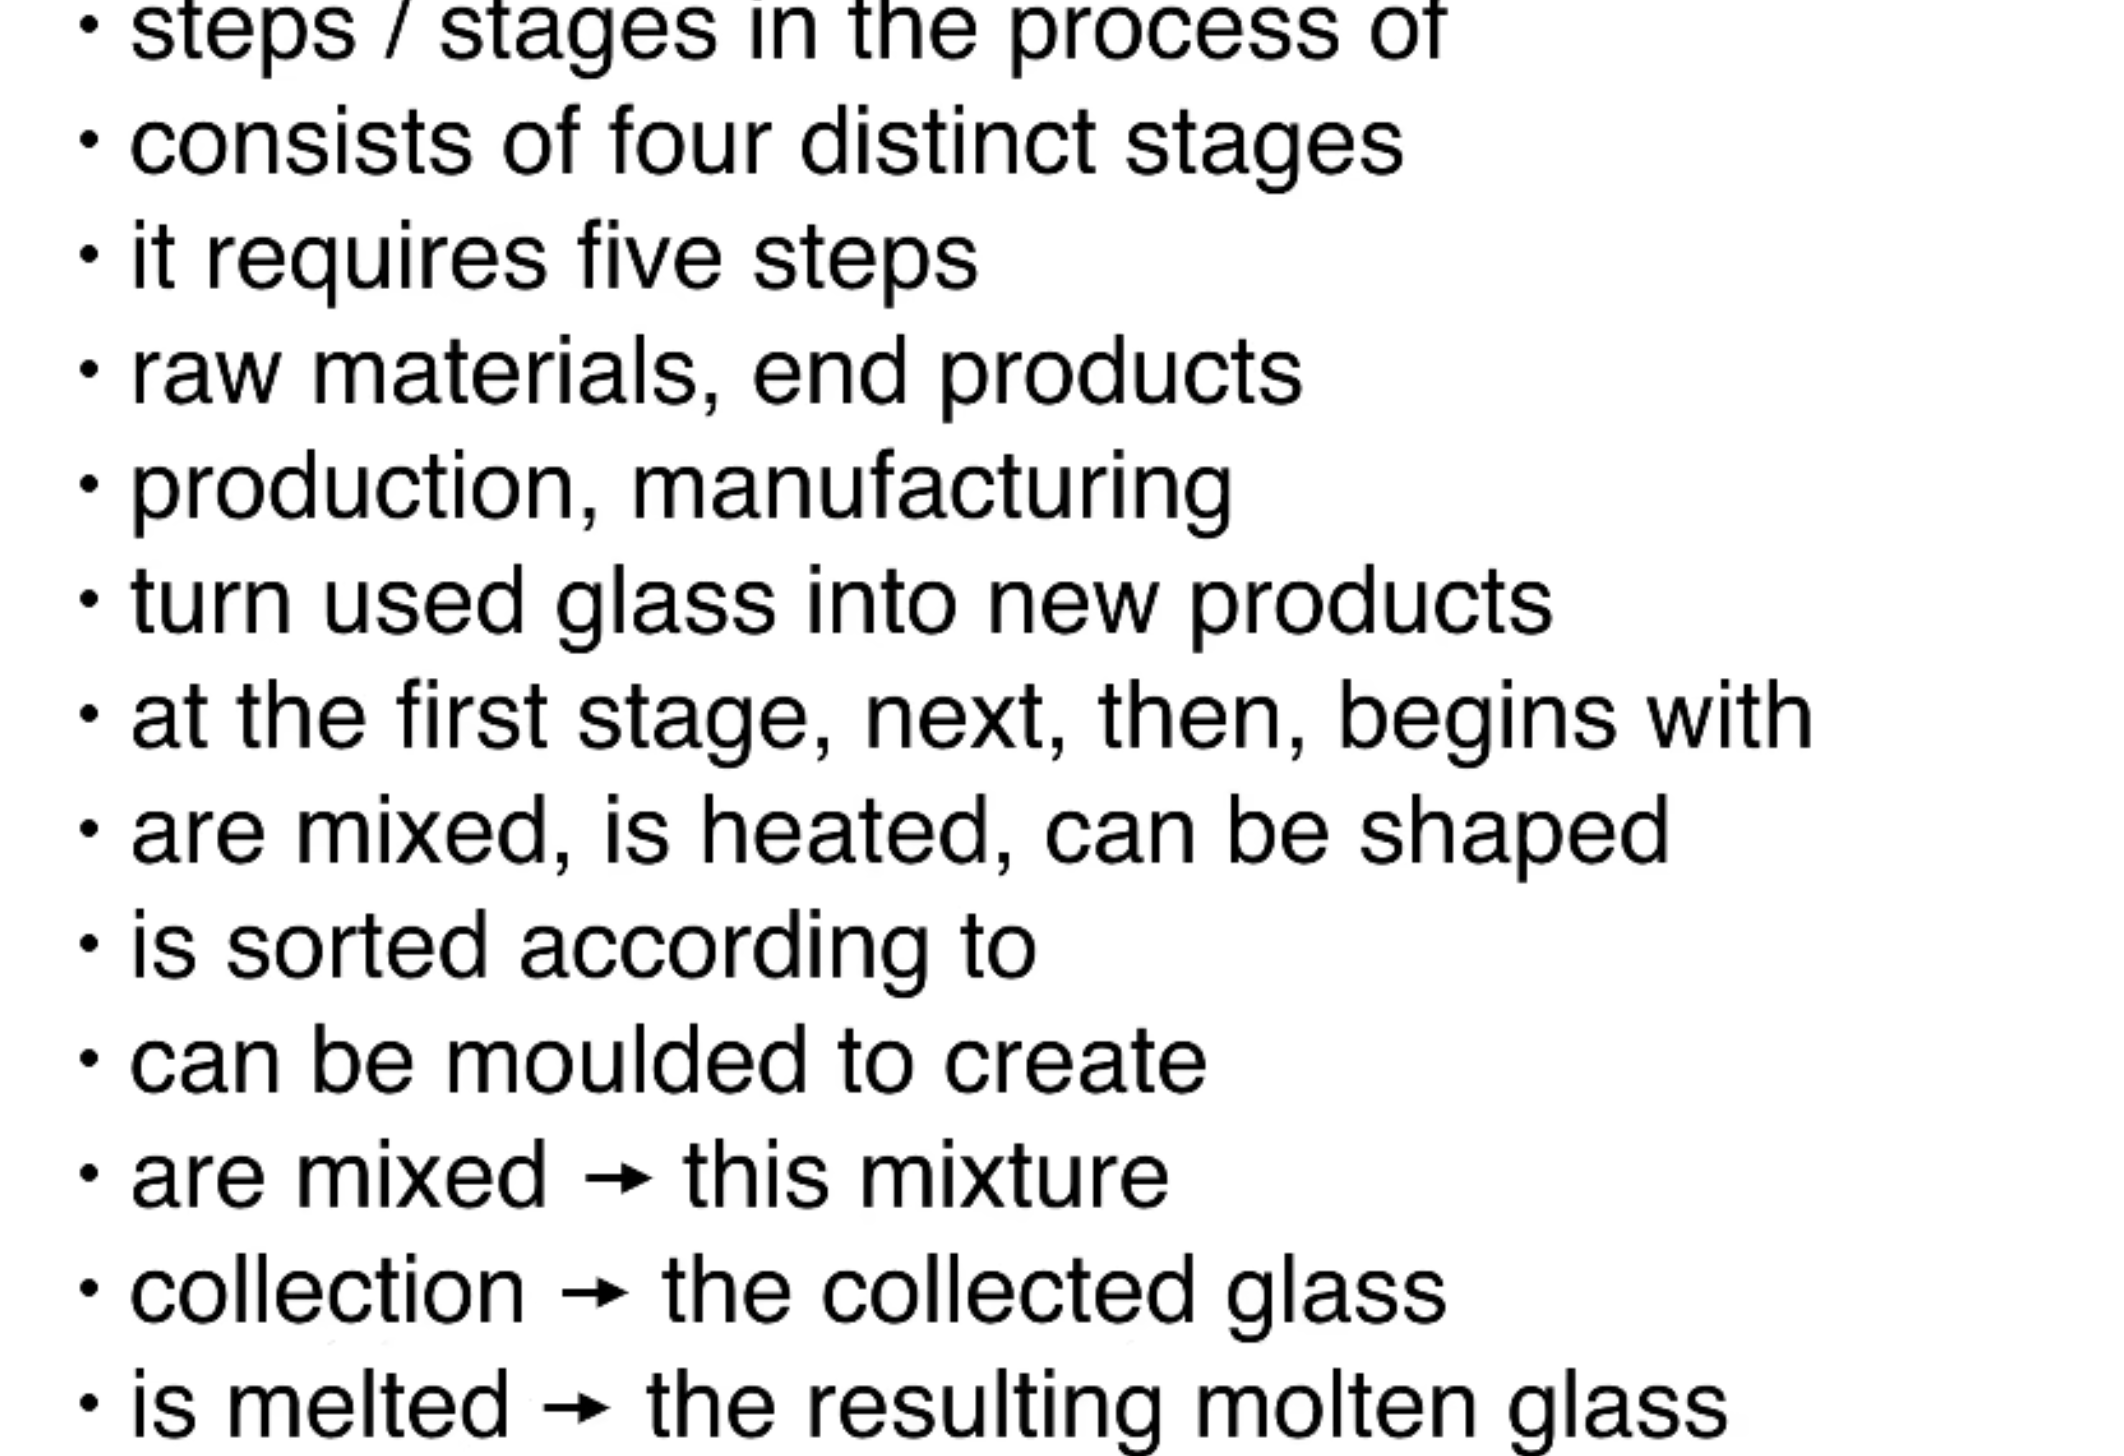 • steps / stages in the process of
• consists of four distinct stages
• it requires five steps
• raw materials, end products
• production, manufacturing
• turn used glass into new products
• at the first stage, next, then, begins with
• are mixed, is heated, can be shaped
• is sorted according to
• can be moulded to create
• are mixed → this mixture
• collection → the collected glass
• is melted → the resulting molten glass